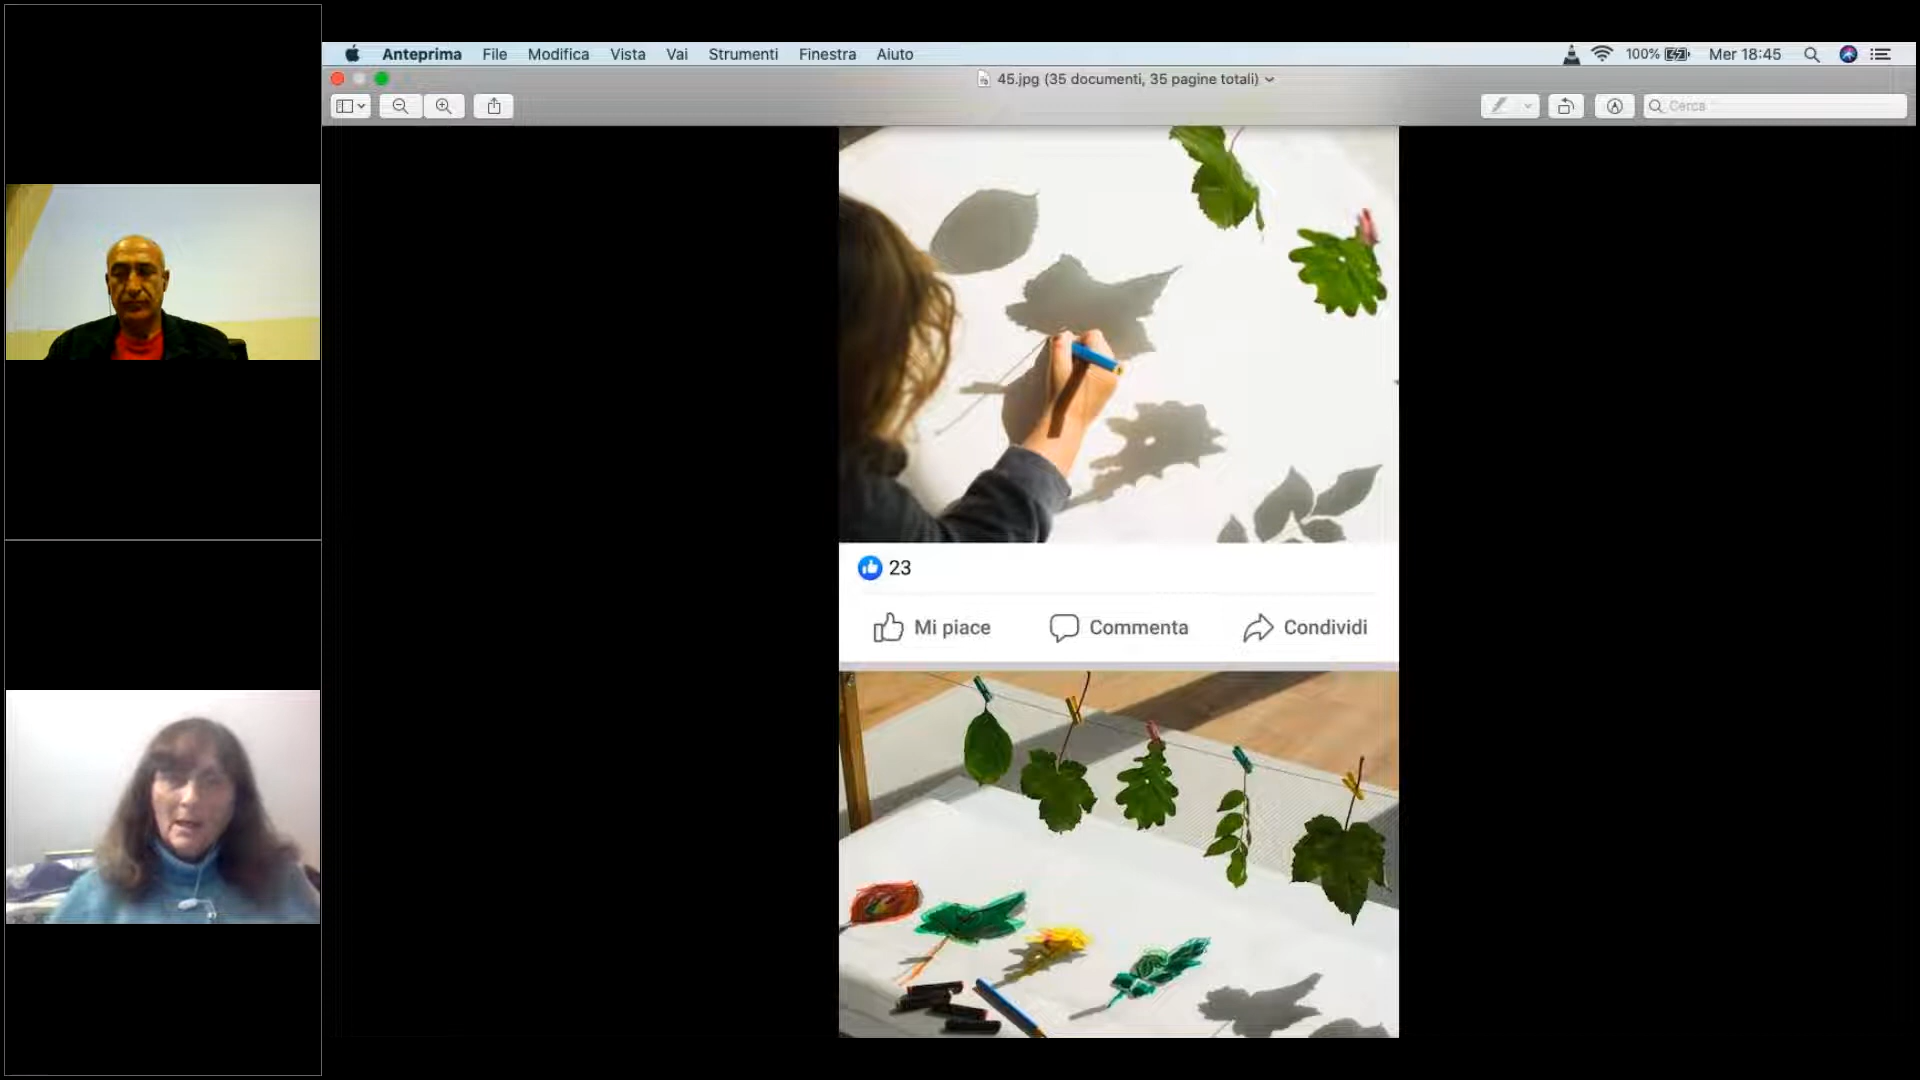 Anteprima File Modifica Vista Vai Strumenti Finestra Aiuto 100% Mer 18:45
45.jpg (35 documenti, 35 pagine totali)
Cerca
23
Mi piace Commenta Condividi